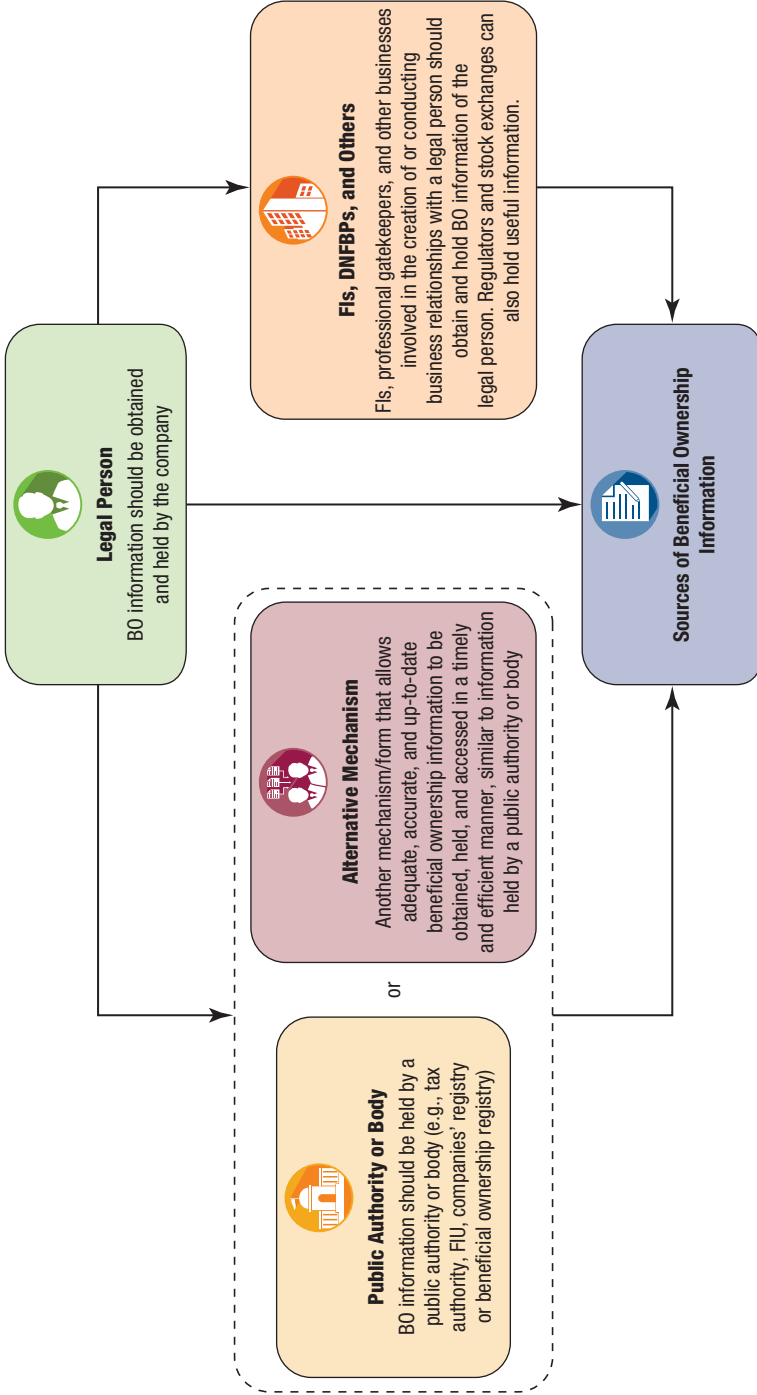 Legal Person
BO information should be obtained
and held by the company
Public Authority or Body
BO information should be held by a
public authority or body (e.g., tax
authority, FIU, companies’ registry
or beneficial ownership registry)
or
Alternative Mechanism
Another mechanism/form that allows
adequate, accurate, and up-to-date
beneficial ownership information to be
obtained, held, and accessed in a timely
and efficient manner, similar to information
held by a public authority or body
FIs, DNFBPs, and Others
FIs, professional gatekeepers, and other businesses
involved in the creation of or conducting
business relationships with a legal person should
obtain and hold BO information of the
legal person. Regulators and stock exchanges can
also hold useful information.
Sources of Beneficial Ownership
Information